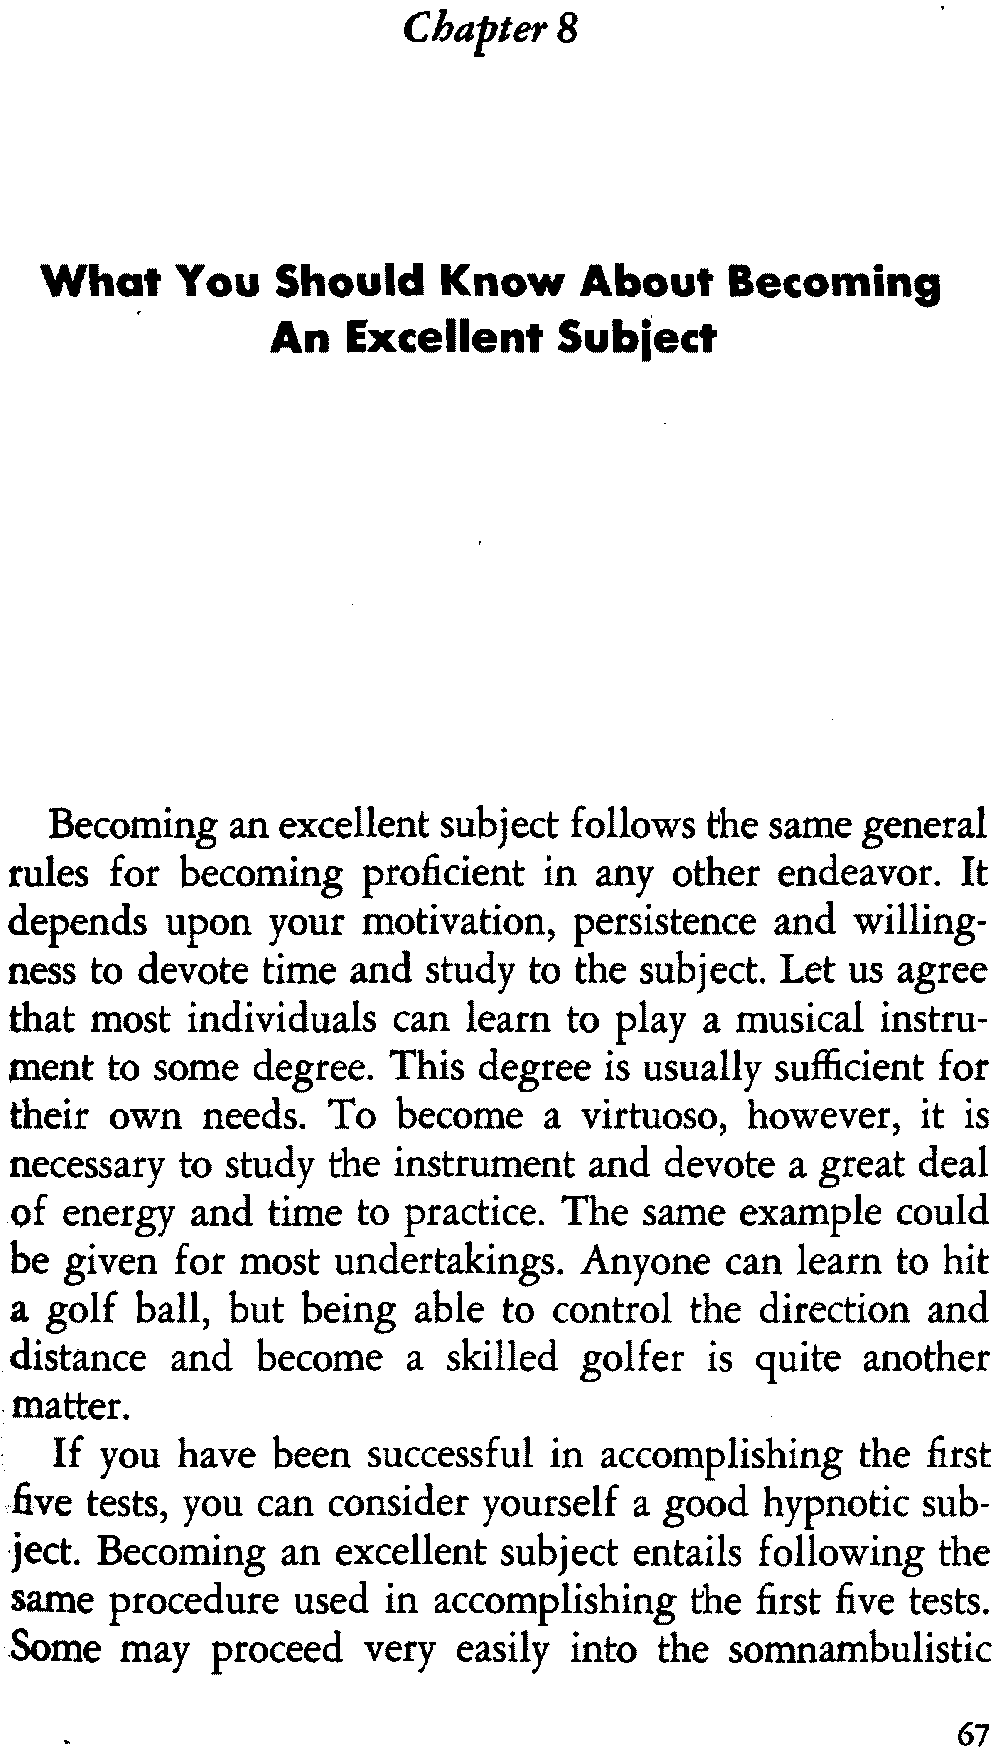 Chapter 8
What You Should Know About Becoming
An Excellent Subject
Becoming an excellent subject follows the same general
rules for becoming proficient in any other endeavor. It
depends upon your motivation, persistence and willing-
ness to devote time and study to the subject. Let us agree
that most individuals can learn to play a musical instru-
ment to some degree. This degree is usually sufficient for
their own needs. To become a virtuoso, however, it is
necessary to study the instrument and devote a great deal
of energy and time to practice. The same example could
be given for most undertakings. Anyone can learn to hit
a golf ball, but being able to control the direction and
distance and become a skilled golfer is quite another
matter.
If you have been successful in accomplishing the first
five tests, you can consider yourself a good hypnotic sub-
ject. Becoming an excellent subject entails following the
same procedure used in accomplishing the first five tests.
Some may proceed very easily into the somnambulistic
67